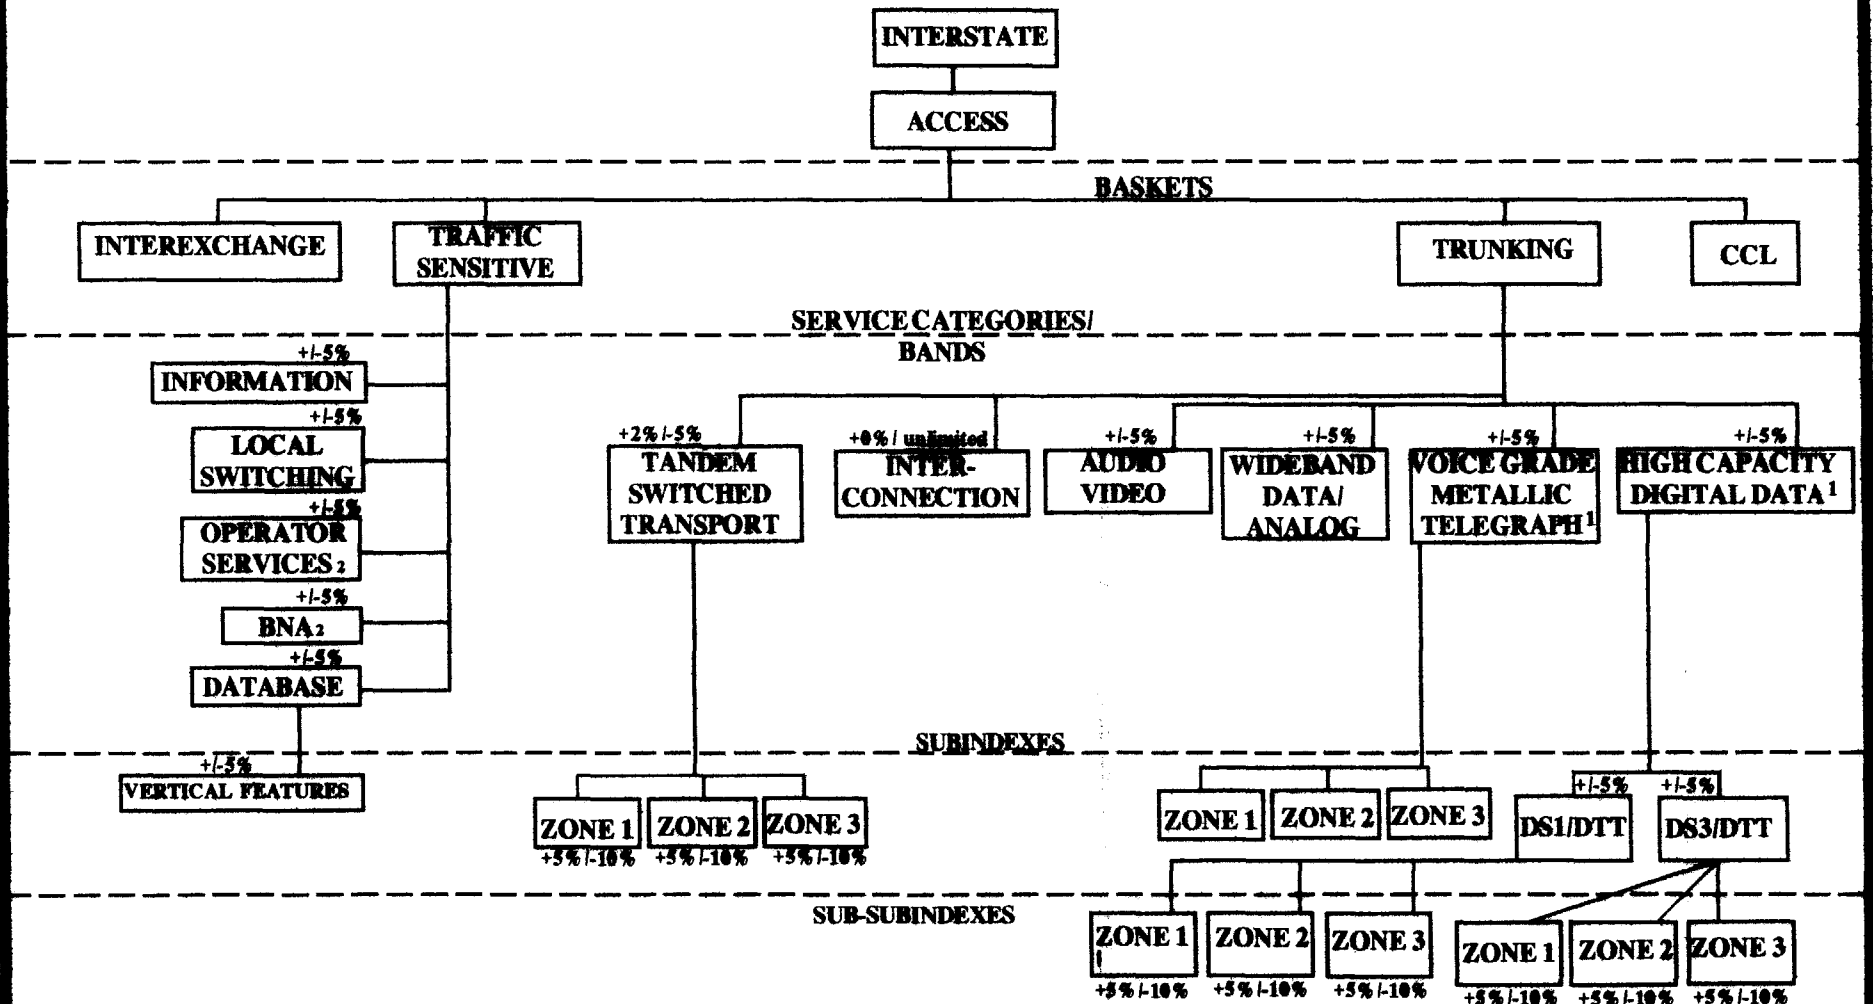 INTERSTATE
ACCESS
BASKETS
INTEREXCHANGE
TRAFFIC
SENSITIVE
TRUNKING
CCL
SERVICE CATEGORIES/
BANDS
+/-5%
INFORMATION
+/-5%
LOCAL
SWITCHING
+/-5%
OPERATOR
SERVICES 2
+/-5%
BNA 2
+/-5%
DATABASE
+2%/-5%
TANDEM
SWITCHED
TRANSPORT
+0%/ unlimited
INTER-
CONNECTION
+/-5%
AUDIO
VIDEO
+/-5%
WIDEBAND
DATA/
ANALOG
+/-5%
VOICE GRADE
METALLIC
TELEGRAPH1
+/-5%
HIGH CAPACITY
DIGITAL DATA1
SUBINDEXES
+/-5%
VERTICAL FEATURES
ZONE 1
+5%/-10%
ZONE 2
+5%/-10%
ZONE 3
+5%/-10%
ZONE 1
ZONE 2
ZONE 3
+/-5%
DS1/DTT
+/-5%
DS3/DTT
SUB-SUBINDEXES
ZONE 1
+5%/-10%
ZONE 2
+5%/-10%
ZONE 3
+5%/-10%
ZONE 1
+5%/-10%
ZONE 2
+5%/-10%
ZONE 3
+5%/-10%